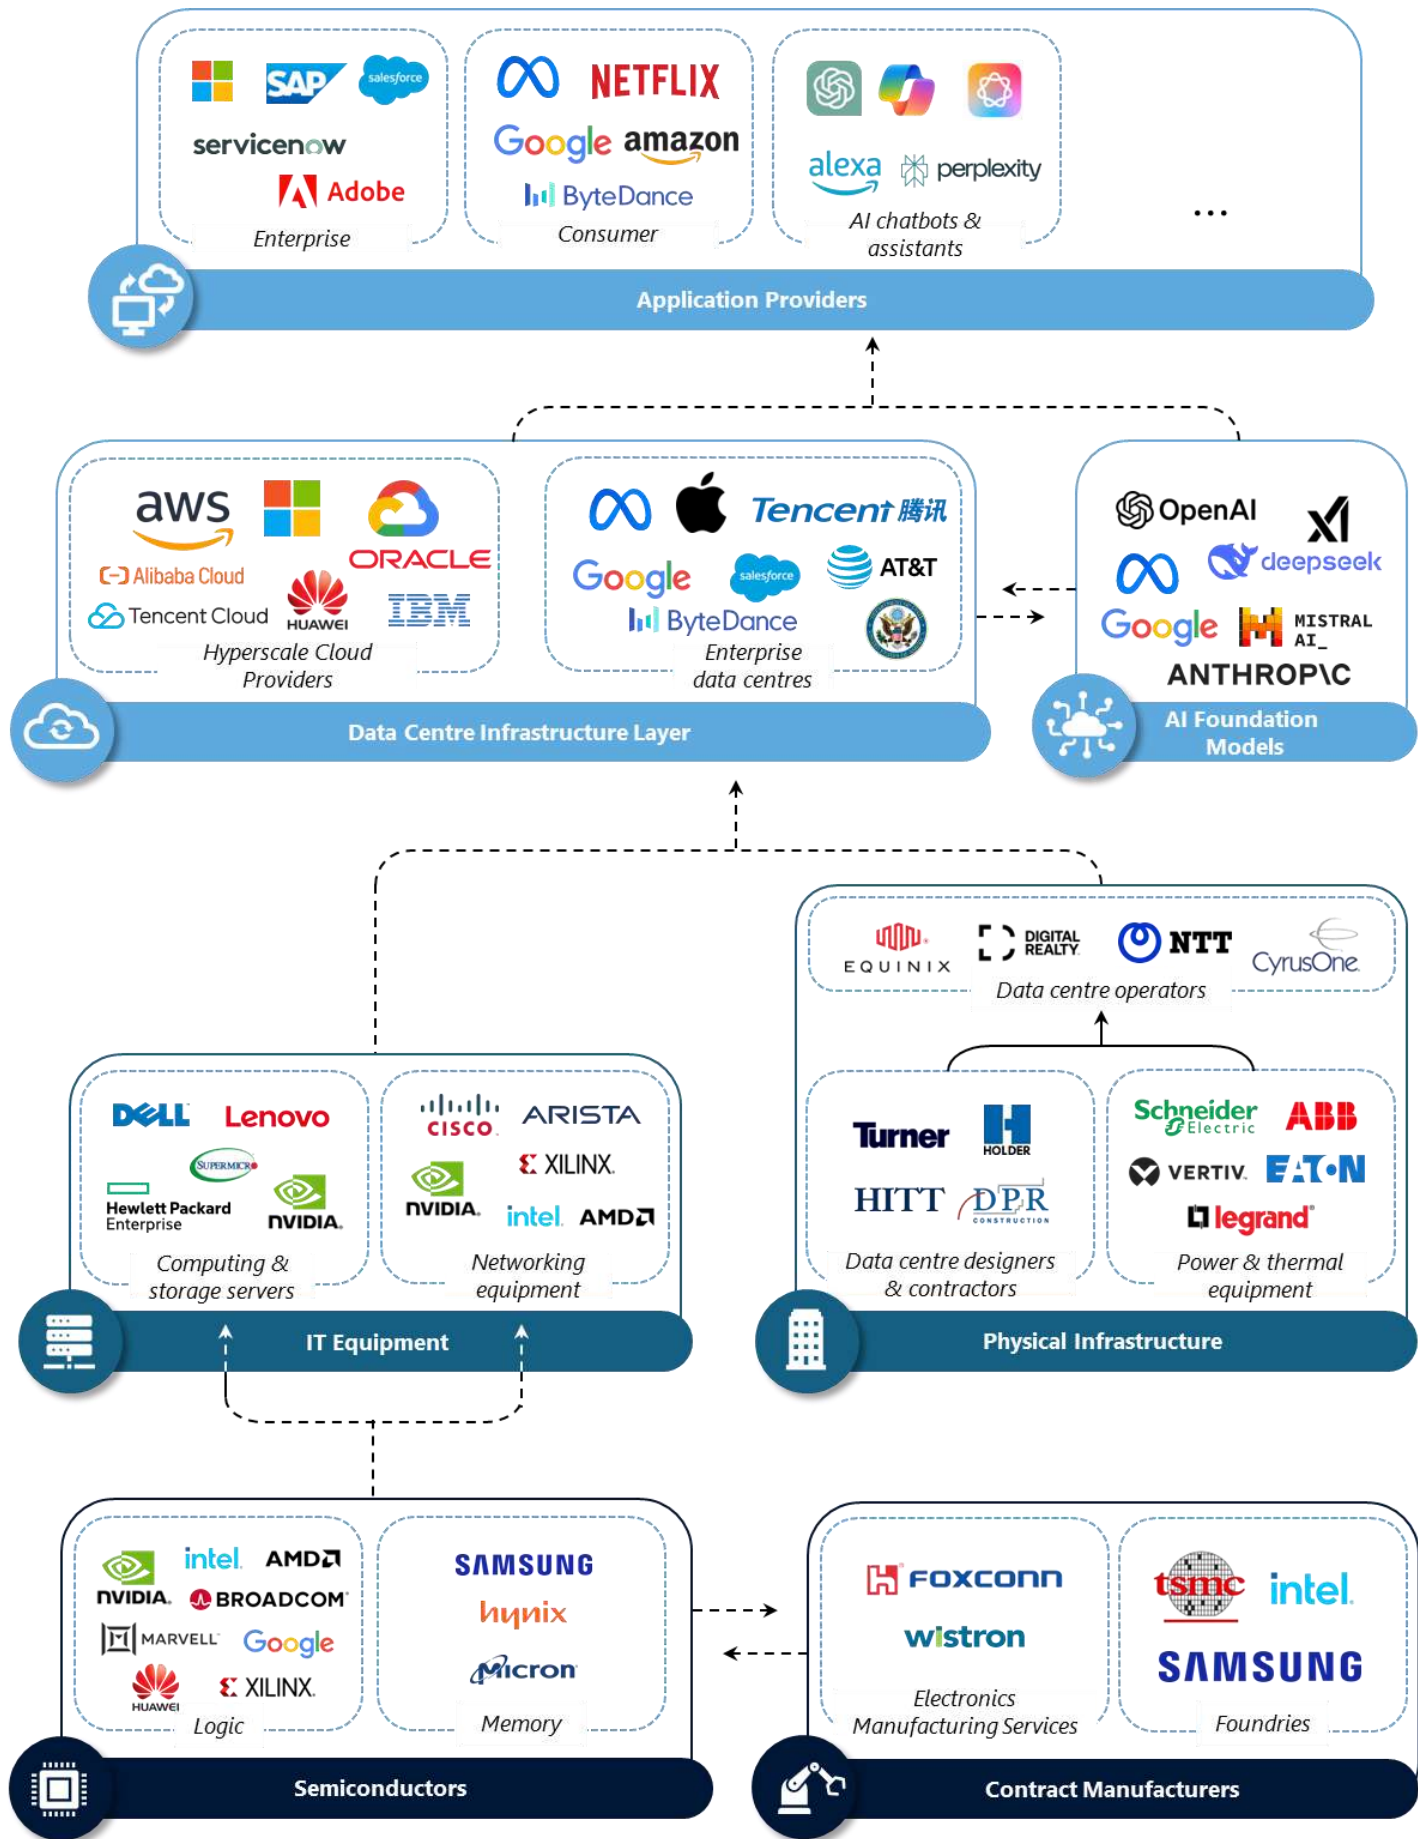 SAP
salesforce
servicenow
Adobe
Enterprise
NETFLIX
Google
amazon
ByteDance
Consumer
alexa
perplexity
AI chatbots &
assistants
...
Application Providers
aws
ORACLE
Alibaba Cloud
Tencent Cloud
HUAWEI
IBM
Hyperscale Cloud
Providers
Tencent 腾讯
Google
salesforce
AT&T
ByteDance
Enterprise
data centres
Data Centre Infrastructure Layer
OpenAI
xI
deepseek
Google
MISTRAL
AI_
ANTHROP\C
AI Foundation
Models
EQUINIX
DIGITAL
REALTY
NTT
CyrusOne
Data centre operators
DELL
Lenovo
SUPERMICRO
Hewlett Packard
Enterprise
NVIDIA
Computing &
storage servers
CISCO
ARISTA
XILINX
NVIDIA
intel
AMD
Networking
equipment
IT Equipment
Turner
HOLDER
HITT
DPR
CONSTRUCTION
Data centre designers
& contractors
Schneider
Electric
ABB
VERTIV
EATON
legrand
Power & thermal
equipment
Physical Infrastructure
NVIDIA
intel
AMD
BROADCOM
MARVELL
Google
HUAWEI
XILINX
Logic
SAMSUNG
hynix
Micron
Memory
Semiconductors
FOXCONN
wistron
Electronics
Manufacturing Services
tsmc
intel
SAMSUNG
Foundries
Contract Manufacturers